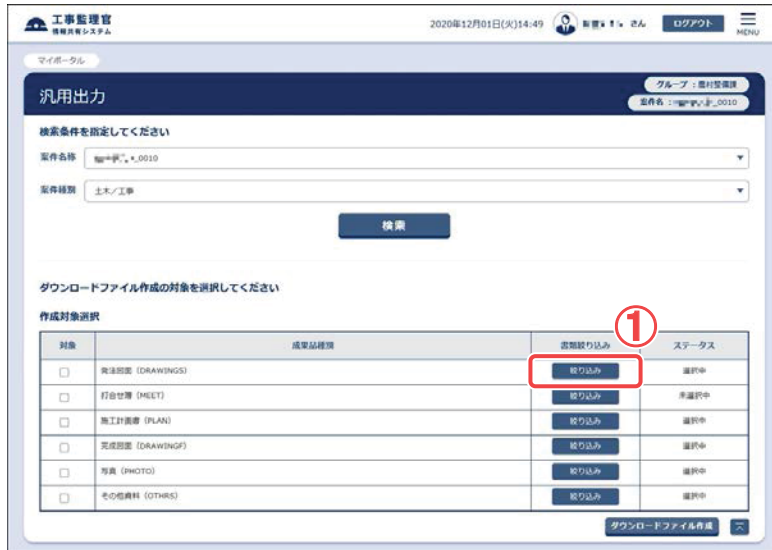 工事監理官
情報共有システム
2020年12月01日(火)14:49
さん
ログアウト
MENU
マイポータル
汎用出力
グループ：農村整備課
案件名：_0010
検索条件を指定してください
案件名称
_0010
案件種別
土木／工事
検索
ダウンロードファイル作成の対象を選択してください
作成対象選択
①
対象 成果品種別 書類絞り込み ステータス
発注図面 (DRAWINGS) 絞り込み 選択中
打合せ簿 (MEET) 絞り込み 未選択中
施工計画書 (PLAN) 絞り込み 選択中
完成図面 (DRAWINGF) 絞り込み 選択中
写真 (PHOTO) 絞り込み 選択中
その他資料 (OTHRS) 絞り込み 選択中
ダウンロードファイル作成